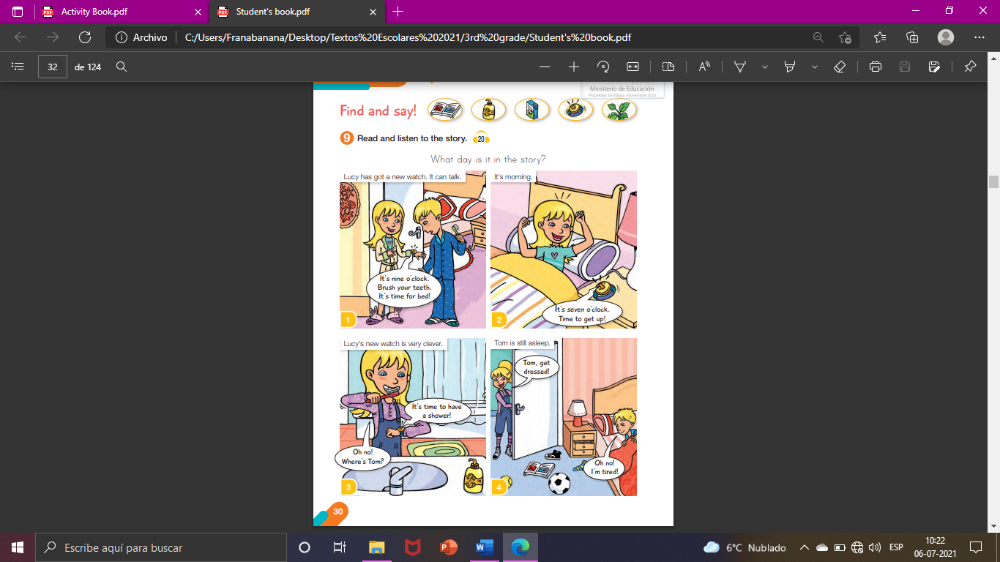 Activity Book.pdf
Student's book.pdf
Archivo
C:/Users/Franabanana/Desktop/Textos%20Escolares%202021/3rd%20grade/Student's%20book.pdf
32
de 124
Ministerio de Educación
Propiedad Santillana - Noviembre 2020
Find and say!
9 Read and listen to the story. 20
What day is it in the story?
Lucy has got a new watch. It can talk.
It's nine o'clock.
Brush your teeth.
It's time for bed!
1
It's morning.
It's seven o'clock.
Time to get up!
2
Lucy's new watch is very clever.
It's time to have
a shower!
Oh no!
Where's Tom?
3
Tom is still asleep.
Tom, get
dressed!
Oh no!
I'm tired!
4
30
Escribe aquí para buscar
6°C Nublado
ESP
10:22
06-07-2021